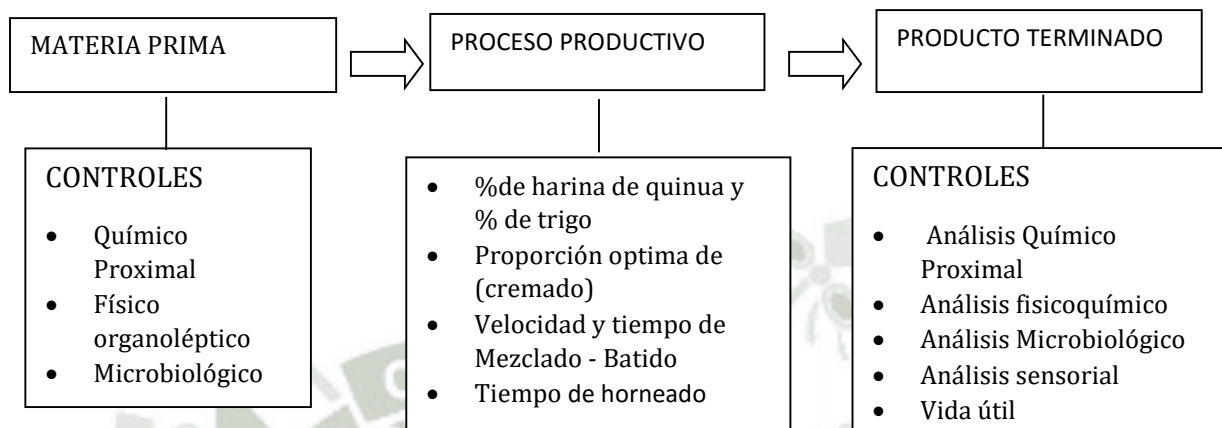 MATERIA PRIMA
PROCESO PRODUCTIVO
PRODUCTO TERMINADO
CONTROLES
• Químico
Proximal
• Físico
organoléptico
• Microbiológico
• %de harina de quinua y
% de trigo
• Proporción optima de
(cremado)
• Velocidad y tiempo de
Mezclado - Batido
• Tiempo de horneado
CONTROLES
• Análisis Químico
Proximal
• Análisis fisicoquímico
• Análisis Microbiológico
• Análisis sensorial
• Vida útil